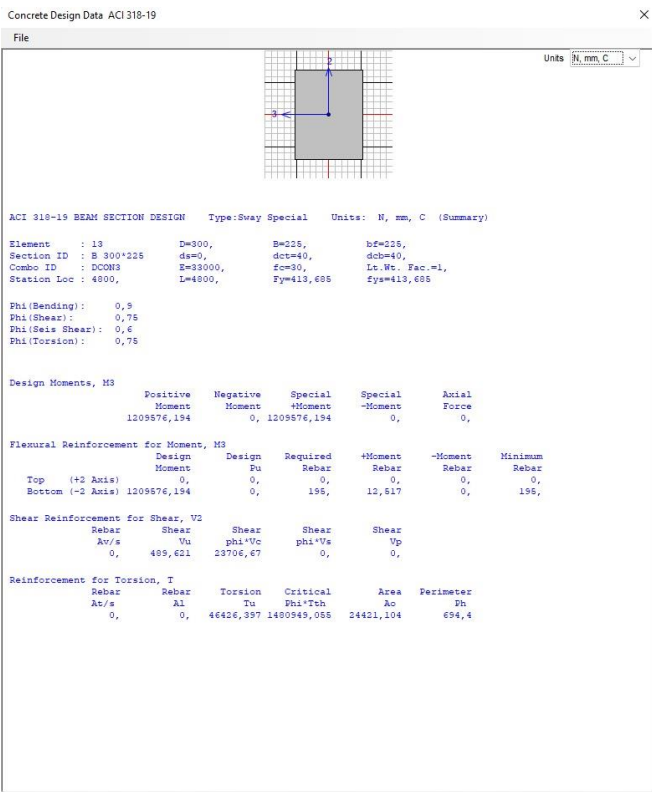 Concrete Design Data ACI 318-19
File
Units N, mm, C
2
3
ACI 318-19 BEAM SECTION DESIGN Type:Sway Special Units: N, mm, C (Summary)
Element : 13 D=300, B=225, bf=225,
Section ID : B 300*225 ds=0, dct=40, dcb=40,
Combo ID : DCON3 E=33000, fc=30, Lt.Wt. Fac.=1,
Station Loc : 4800, L=4800, Fy=413,685 fys=413,685
Phi(Bending): 0,9
Phi(Shear): 0,75
Phi(Seis Shear): 0,6
Phi(Torsion): 0,75
Design Moments, M3
Positive Negative Special Special Axial
Moment Moment +Moment -Moment Force
1209576,194 0, 1209576,194 0, 0,
Flexural Reinforcement for Moment, M3
Design Design Required +Moment -Moment Minimum
Moment Pu Rebar Rebar Rebar Rebar
Top (+2 Axis) 0, 0, 0, 0, 0, 0,
Bottom (-2 Axis) 1209576,194 0, 195, 12,517 0, 195,
Shear Reinforcement for Shear, V2
Rebar Shear Shear Shear Shear
Av/s Vu phi*Vc phi*Vs Vp
0, 489,621 23706,67 0, 0,
Reinforcement for Torsion, T
Rebar Rebar Torsion Critical Area Perimeter
At/s Al Tu Phi*Tth Ao Ph
0, 0, 46426,397 1480949,055 24421,104 694,4